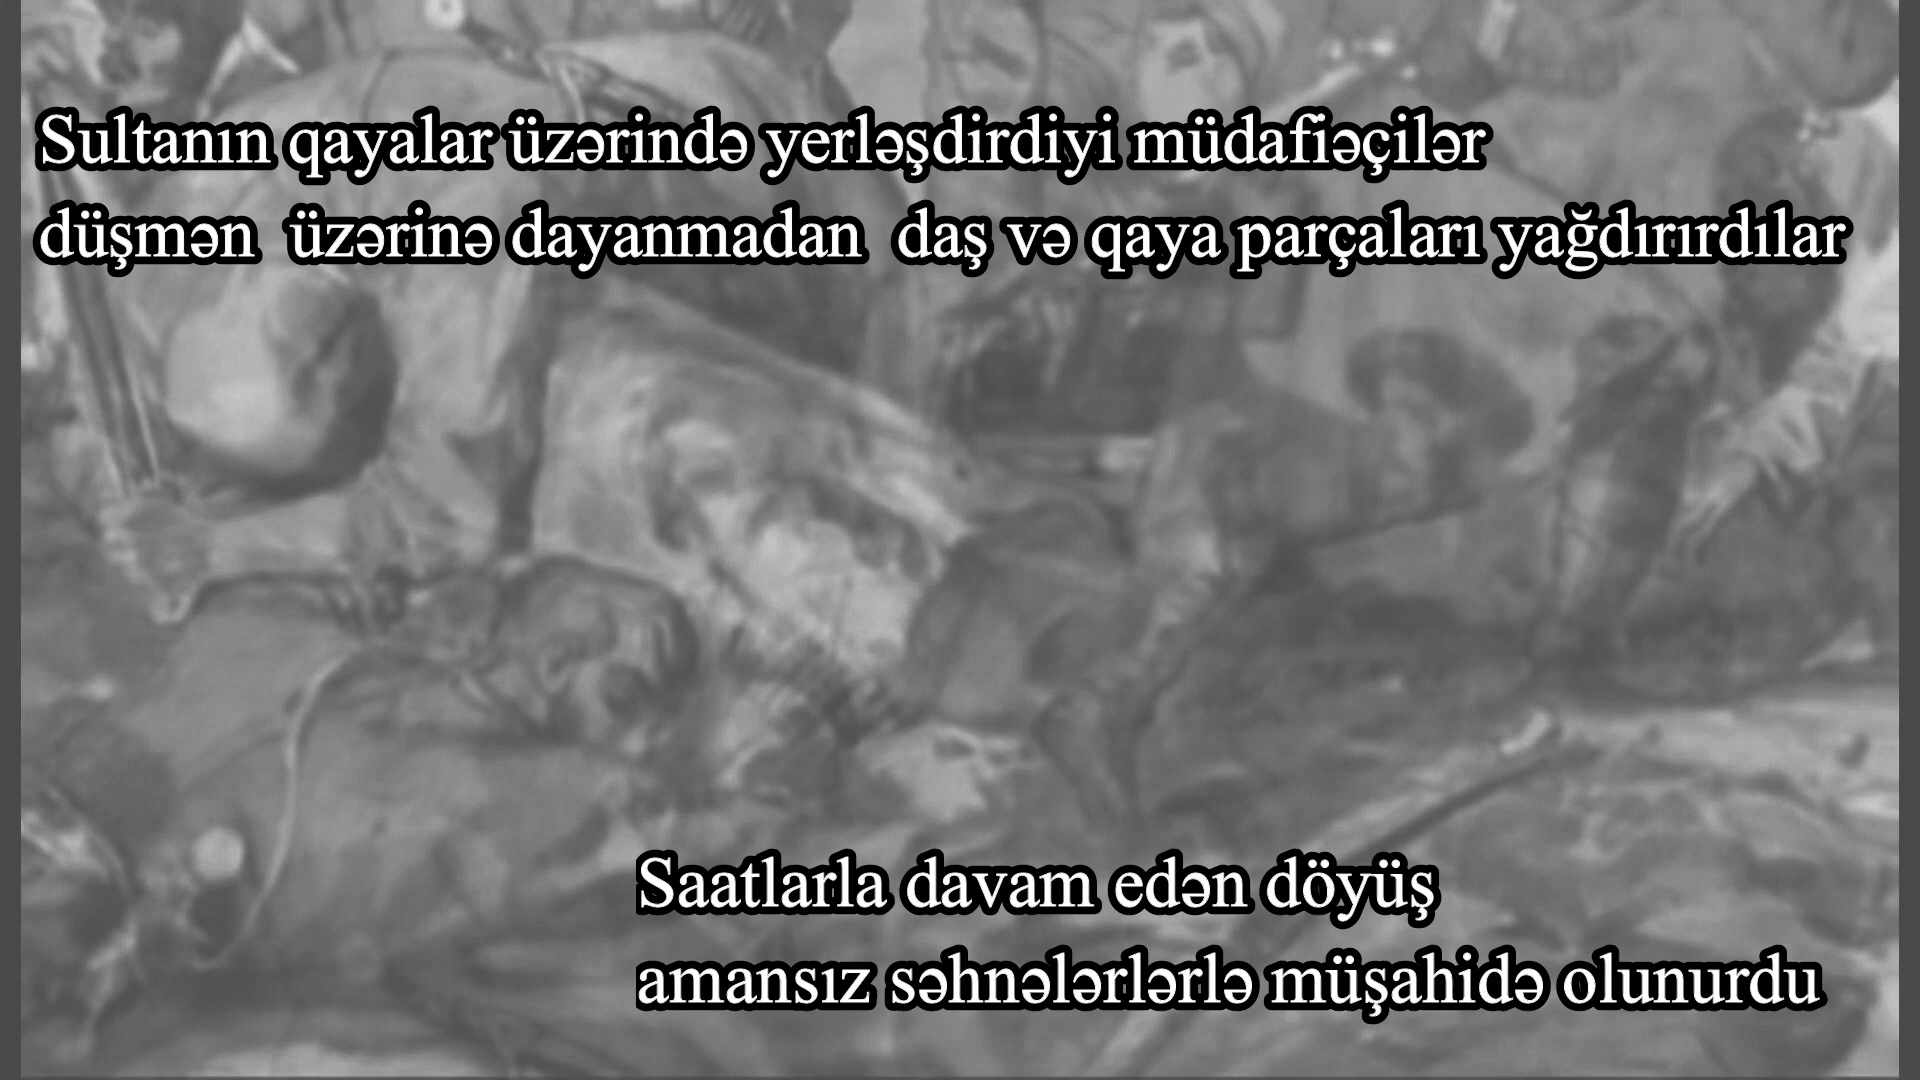 Sultanın qayalar üzərində yerləşdirdiyi müdafiəçilər
düşmən üzərinə dayanmadan daş və qaya parçaları yağdırırdılar
Saatlarla davam edən döyüş
amansız səhnələrlərlə müşahidə olunurdu